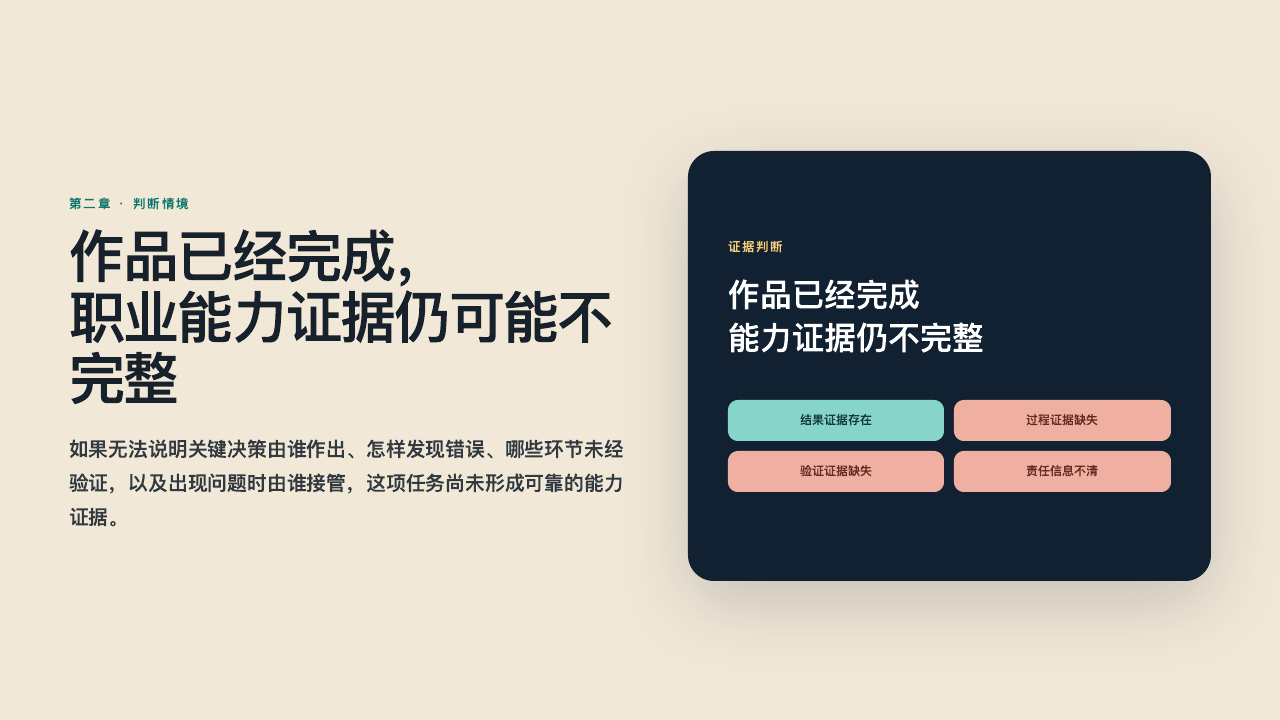 第二章 · 判断情境
作品已经完成，
职业能力证据仍可能不
完整
如果无法说明关键决策由谁作出、怎样发现错误、哪些环节未经
验证，以及出现问题时由谁接管，这项任务尚未形成可靠的能力
证据。
证据判断
作品已经完成
能力证据仍不完整
结果证据存在
过程证据缺失
验证证据缺失
责任信息不清